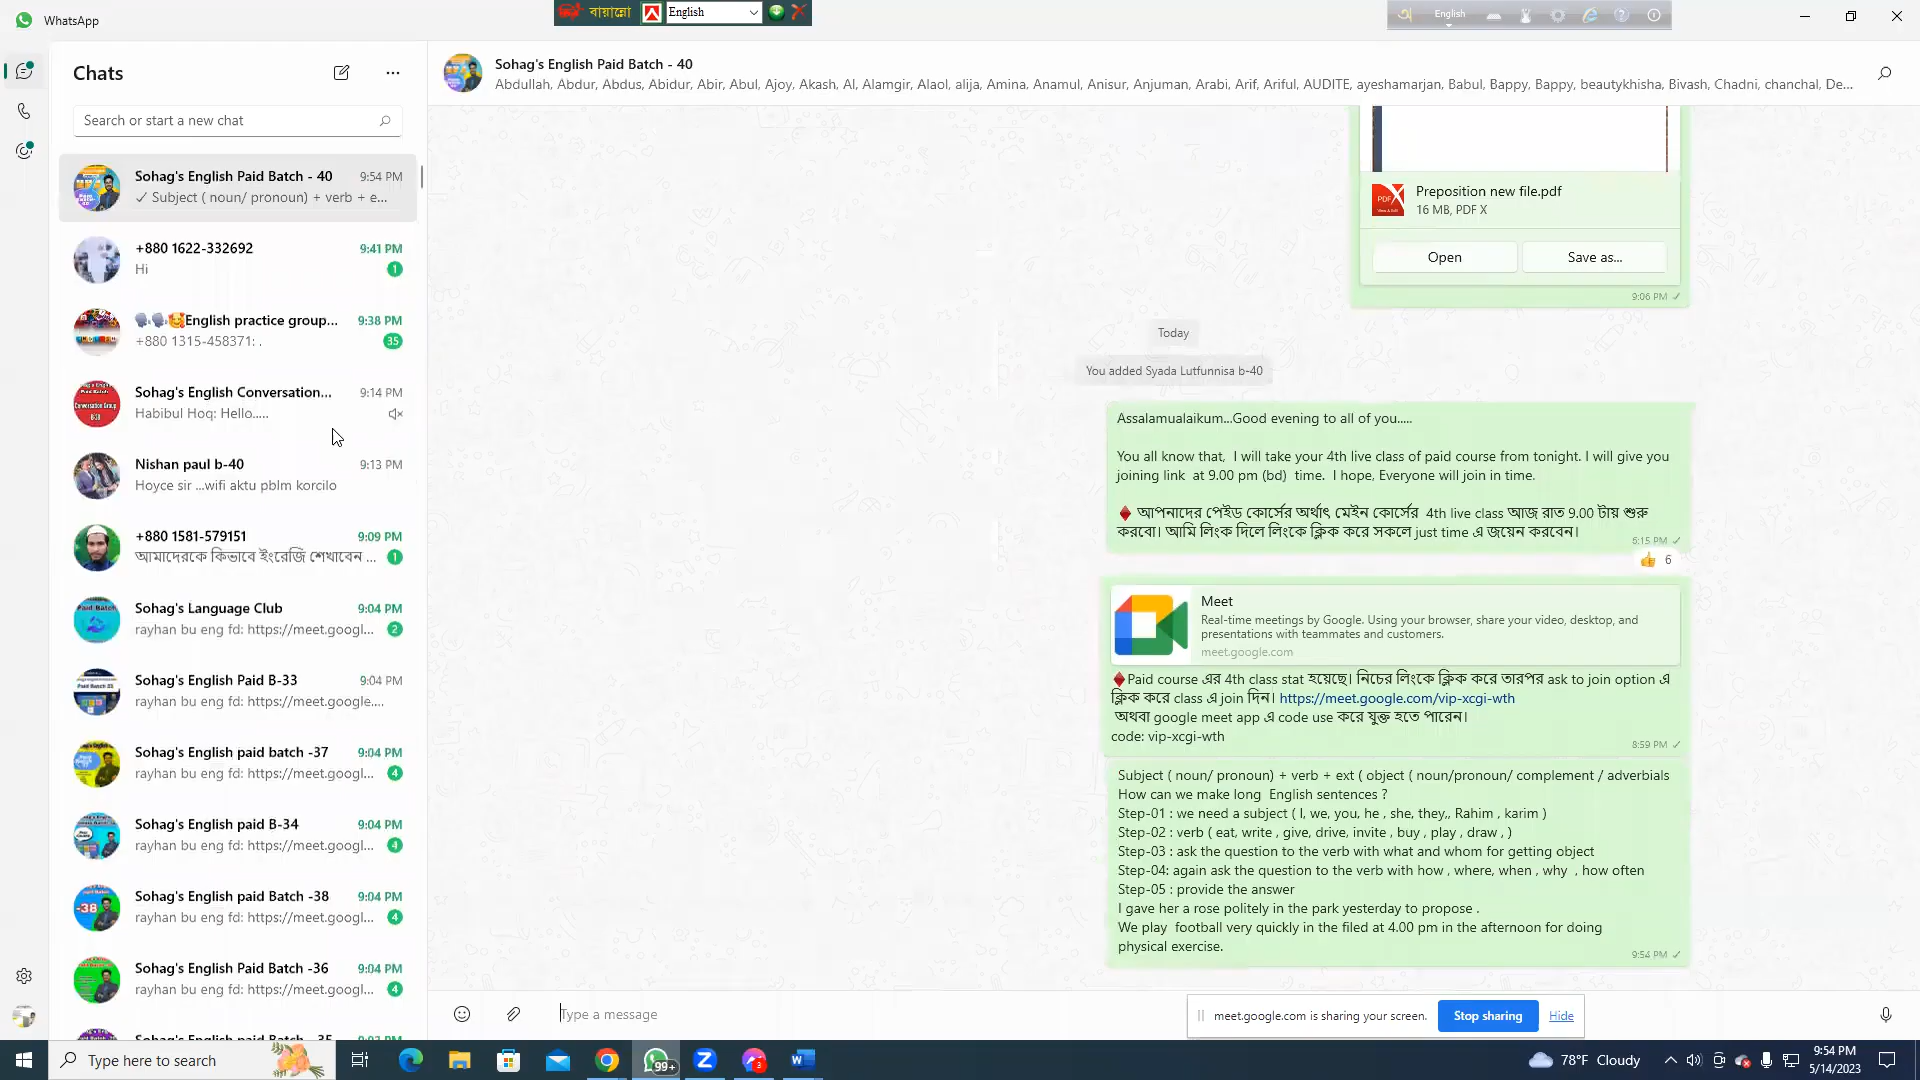 WhatsApp
বায়ান্নো
English
English
Chats
Search or start a new chat
Sohag's English Paid Batch - 40
9:54 PM
✓ Subject ( noun/ pronoun) + verb + e...
+880 1622-332692
9:41 PM
Hi
1
🗣️🗣️🥰English practice group...
9:38 PM
+880 1315-458371: .
35
Sohag's English Conversation...
9:14 PM
Habibul Hoq: Hello.....
Nishan paul b-40
9:13 PM
Hoyce sir ...wifi aktu pblm korcilo
+880 1581-579151
9:09 PM
আমাদেরকে কিভাবে ইংরেজি শেখাবেন ...
1
Sohag's Language Club
9:04 PM
rayhan bu eng fd: https://meet.googl...
2
Sohag's English Paid B-33
9:04 PM
rayhan bu eng fd: https://meet.google....
Sohag's English paid batch -37
9:04 PM
rayhan bu eng fd: https://meet.googl...
4
Sohag's English paid B-34
9:04 PM
rayhan bu eng fd: https://meet.googl...
4
Sohag's English paid Batch -38
9:04 PM
rayhan bu eng fd: https://meet.googl...
4
Sohag's English Paid Batch -36
9:04 PM
rayhan bu eng fd: https://meet.googl...
4
Sohag's English Paid Batch - 40
Abdullah, Abdur, Abdus, Abidur, Abir, Abul, Ajoy, Akash, Al, Alamgir, Alaol, alija, Amina, Anamul, Anisur, Anjuman, Arabi, Arif, Ariful, AUDITE, ayeshamarjan, Babul, Bappy, Bappy, beautykhisha, Bivash, Chadni, chanchal, De...
Preposition new file.pdf
16 MB, PDF X
Open
Save as...
9:06 PM ✓
Today
You added Syada Lutfunnisa b-40
Assalamualaikum...Good evening to all of you.....
You all know that,  I will take your 4th live class of paid course from tonight. I will give you
joining link  at 9.00 pm (bd)  time.  I hope, Everyone will join in time.
♦️ আপনাদের পেইড কোর্সের অর্থাৎ মেইন কোর্সের  4th live class আজ রাত 9.00 টায় শুরু
করবো। আমি লিংক দিলে লিংকে ক্লিক করে সকলে just time এ জয়েন করবেন।
6:15 PM ✓
👍 6
Meet
Real-time meetings by Google. Using your browser, share your video, desktop, and
presentations with teammates and customers.
meet.google.com
♦️Paid course এর 4th class stat হয়েছে। নিচের লিংকে ক্লিক করে তারপর ask to join option এ
ক্লিক করে class এ join দিন। https://meet.google.com/vip-xcgi-wth
অথবা google meet app এ code use করে যুক্ত হতে পারেন।
code: vip-xcgi-wth
8:59 PM ✓
Subject ( noun/ pronoun) + verb + ext ( object ( noun/pronoun/ complement / adverbials
How can we make long  English sentences ?
Step-01 : we need a subject ( I, we, you, he , she, they,, Rahim , karim )
Step-02 : verb ( eat, write , give, drive, invite , buy , play , draw , )
Step-03 : ask the question to the verb with what and whom for getting object
Step-04: again ask the question to the verb with how , where, when , why  , how often
Step-05 : provide the answer
I gave her a rose politely in the park yesterday to propose .
We play  football very quickly in the filed at 4.00 pm in the afternoon for doing
physical exercise.
9:54 PM ✓
Type a message
meet.google.com is sharing your screen.
Stop sharing
Hide
Type here to search
99+
78°F Cloudy
9:54 PM
5/14/2023